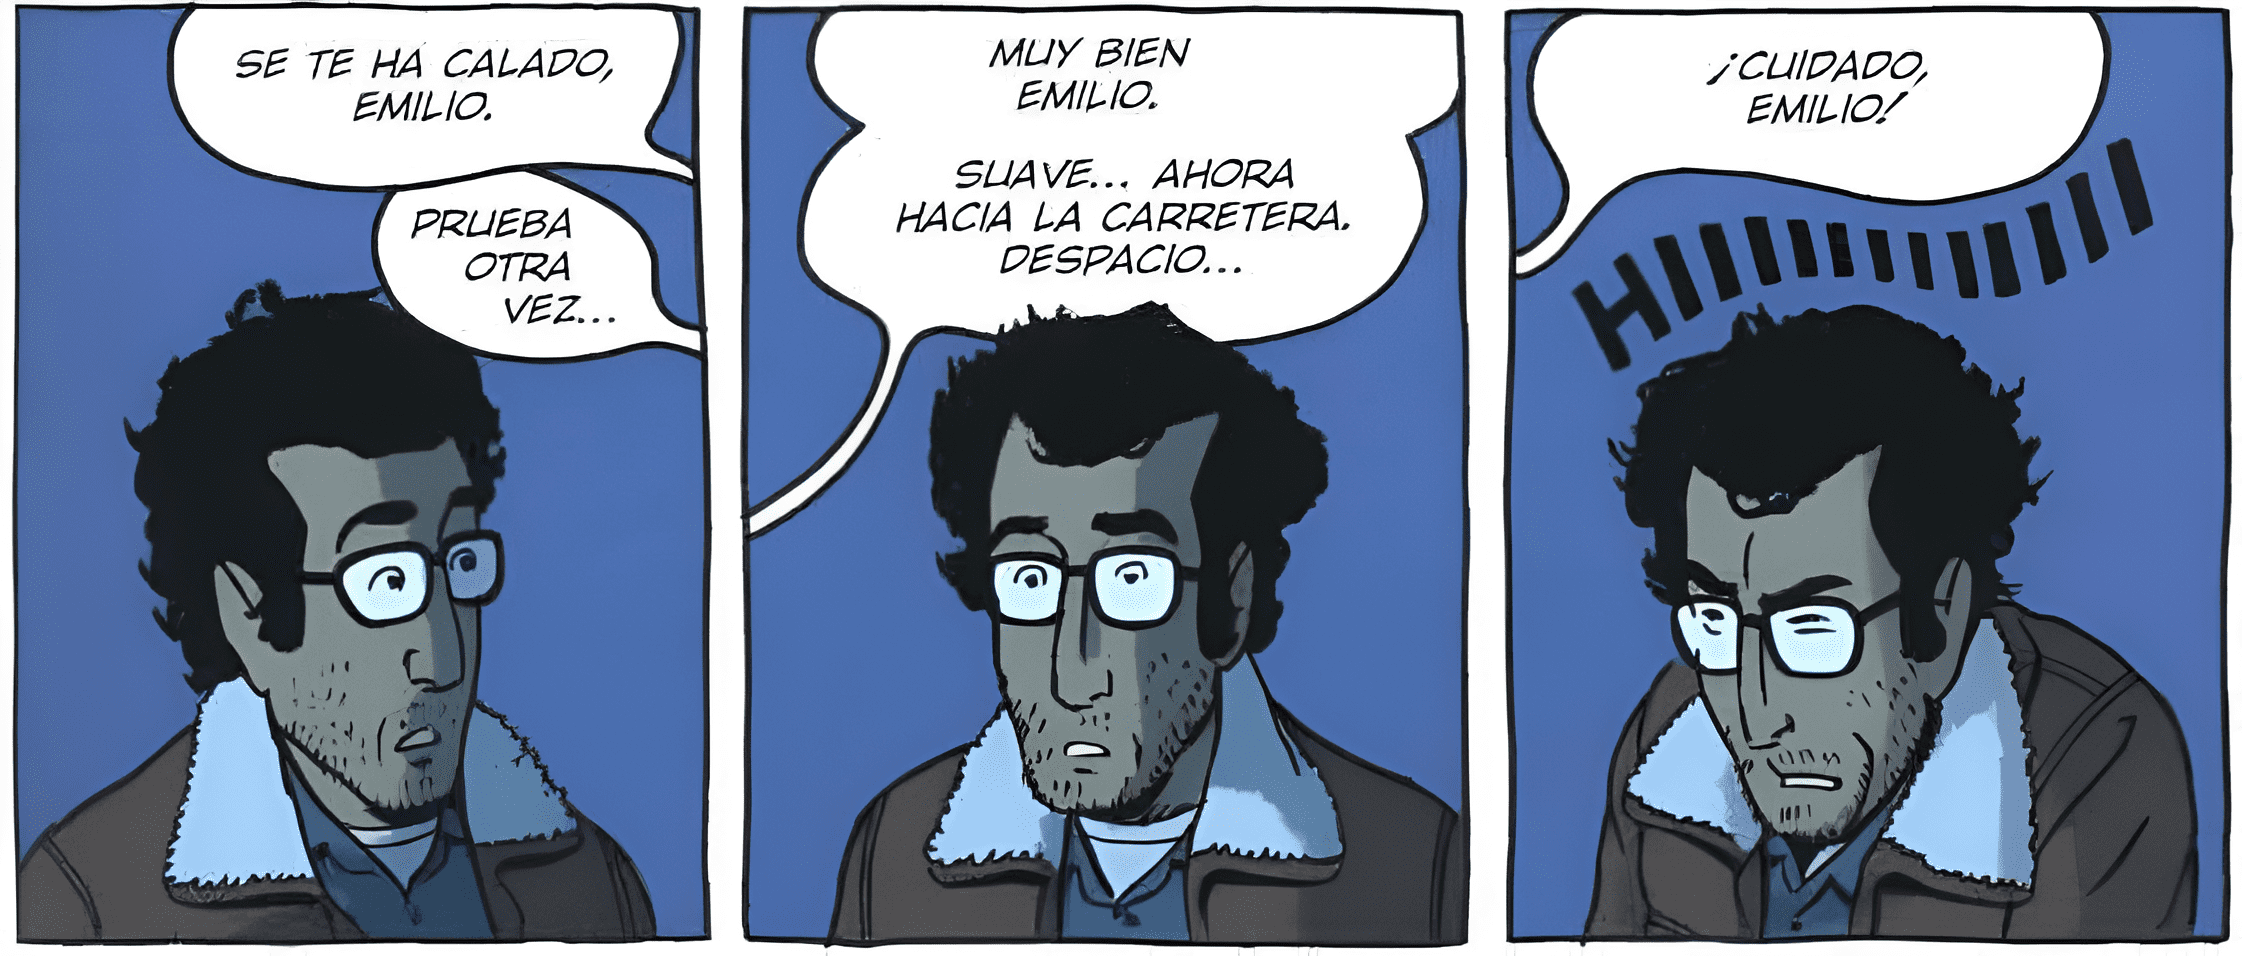 SE TE HA CALADO,
EMILIO.
PRUEBA
OTRA
VEZ...
MUY BIEN
EMILIO.
SUAVE... AHORA
HACIA LA CARRETERA.
DESPACIO...
¡CUIDADO,
EMILIO!
HIIIIIIIIIIII